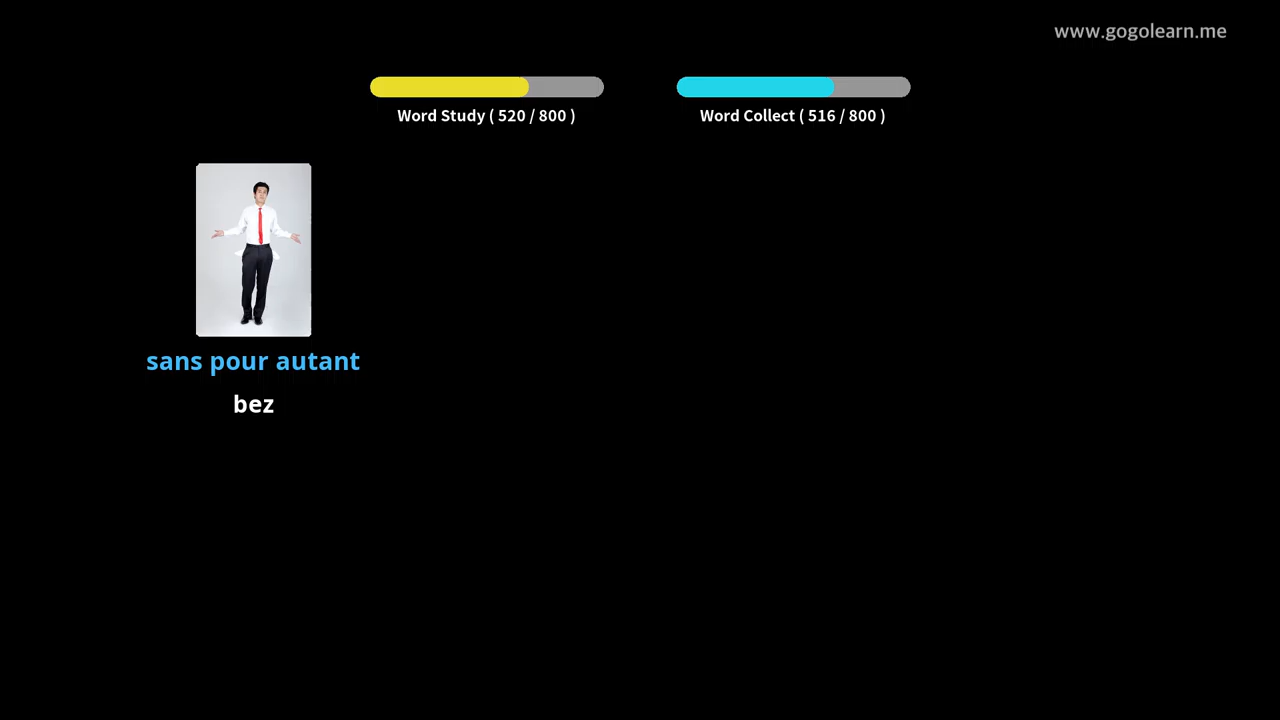 www.gogolearn.me
Word Study ( 520 / 800 )
Word Collect ( 516 / 800 )
sans pour autant
bez